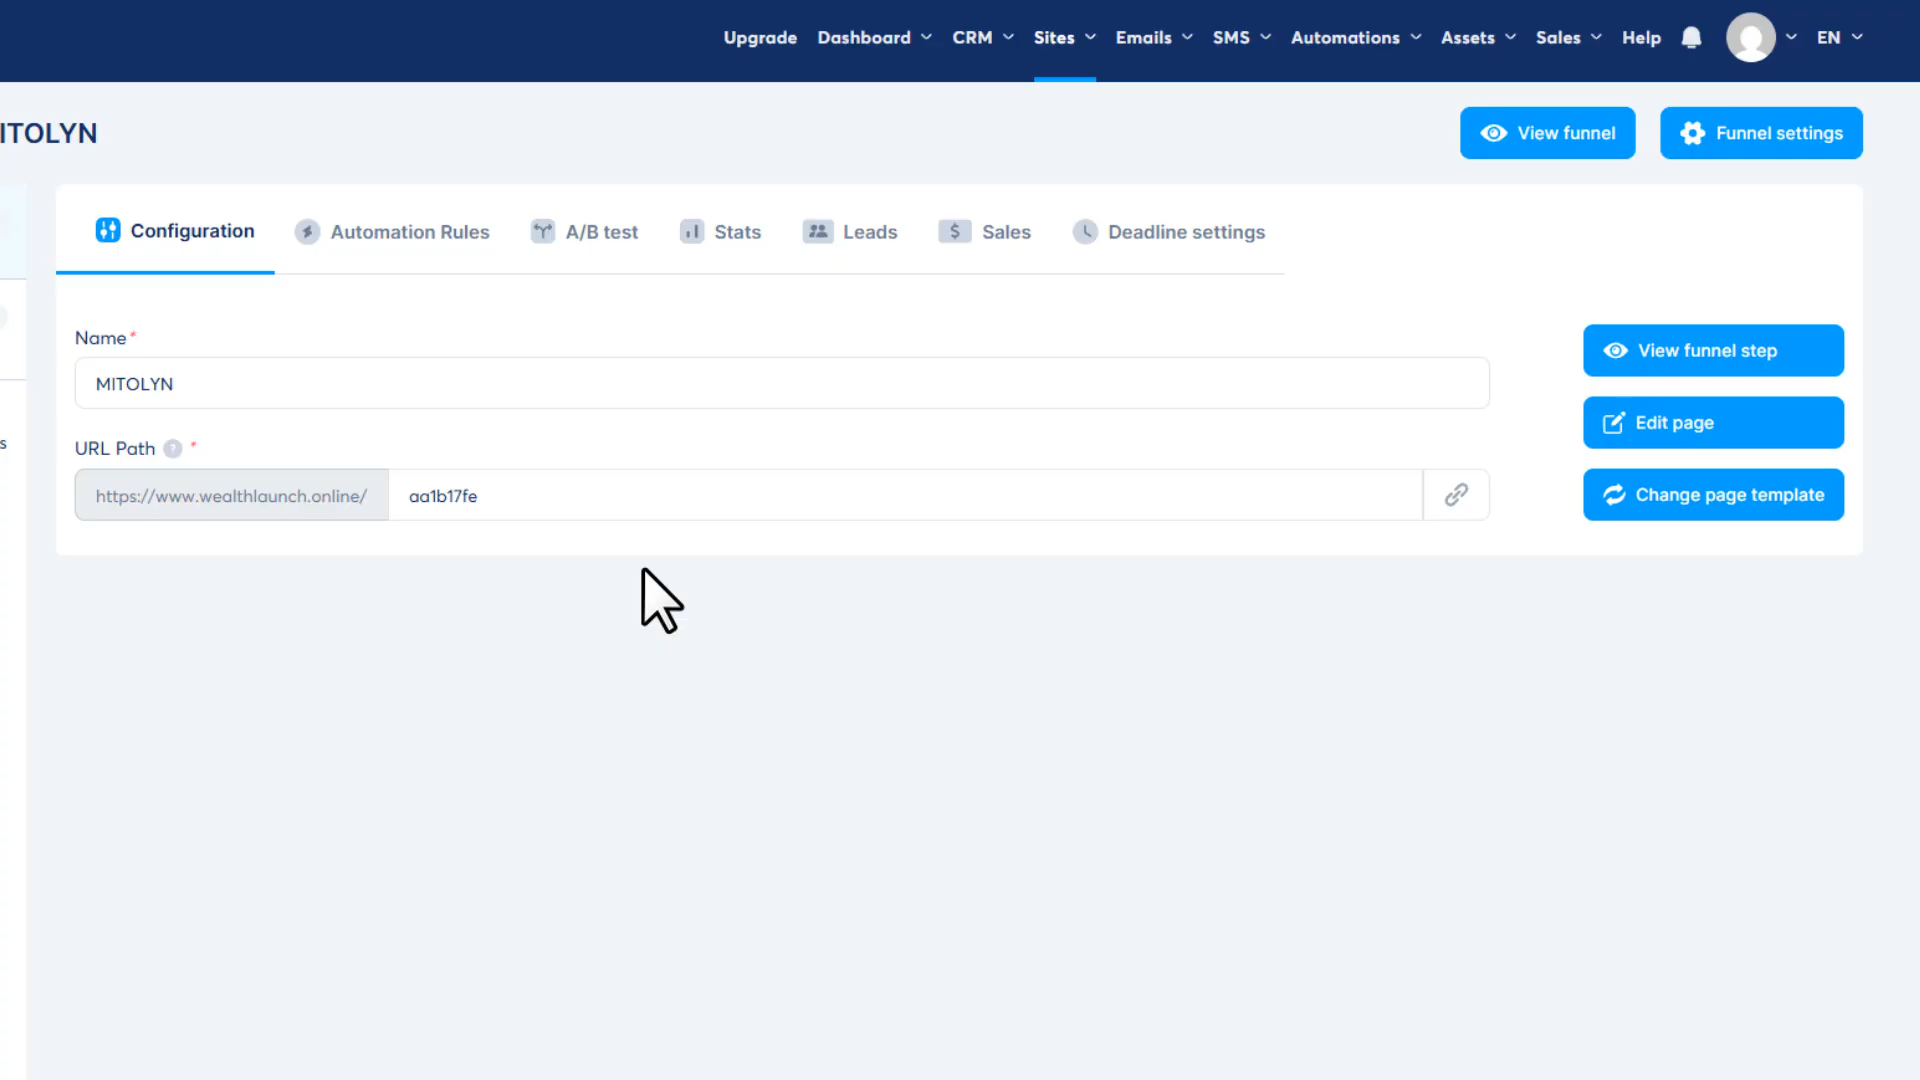 Upgrade Dashboard CRM Sites Emails SMS Automations Assets Sales Help EN
ITOLYN
View funnel
Funnel settings
Configuration Automation Rules A/B test Stats Leads Sales Deadline settings
Name*
MITOLYN
View funnel step
URL Path ? *
Edit page
s
https://www.wealthlaunch.online/ aa1b17fe
Change page template